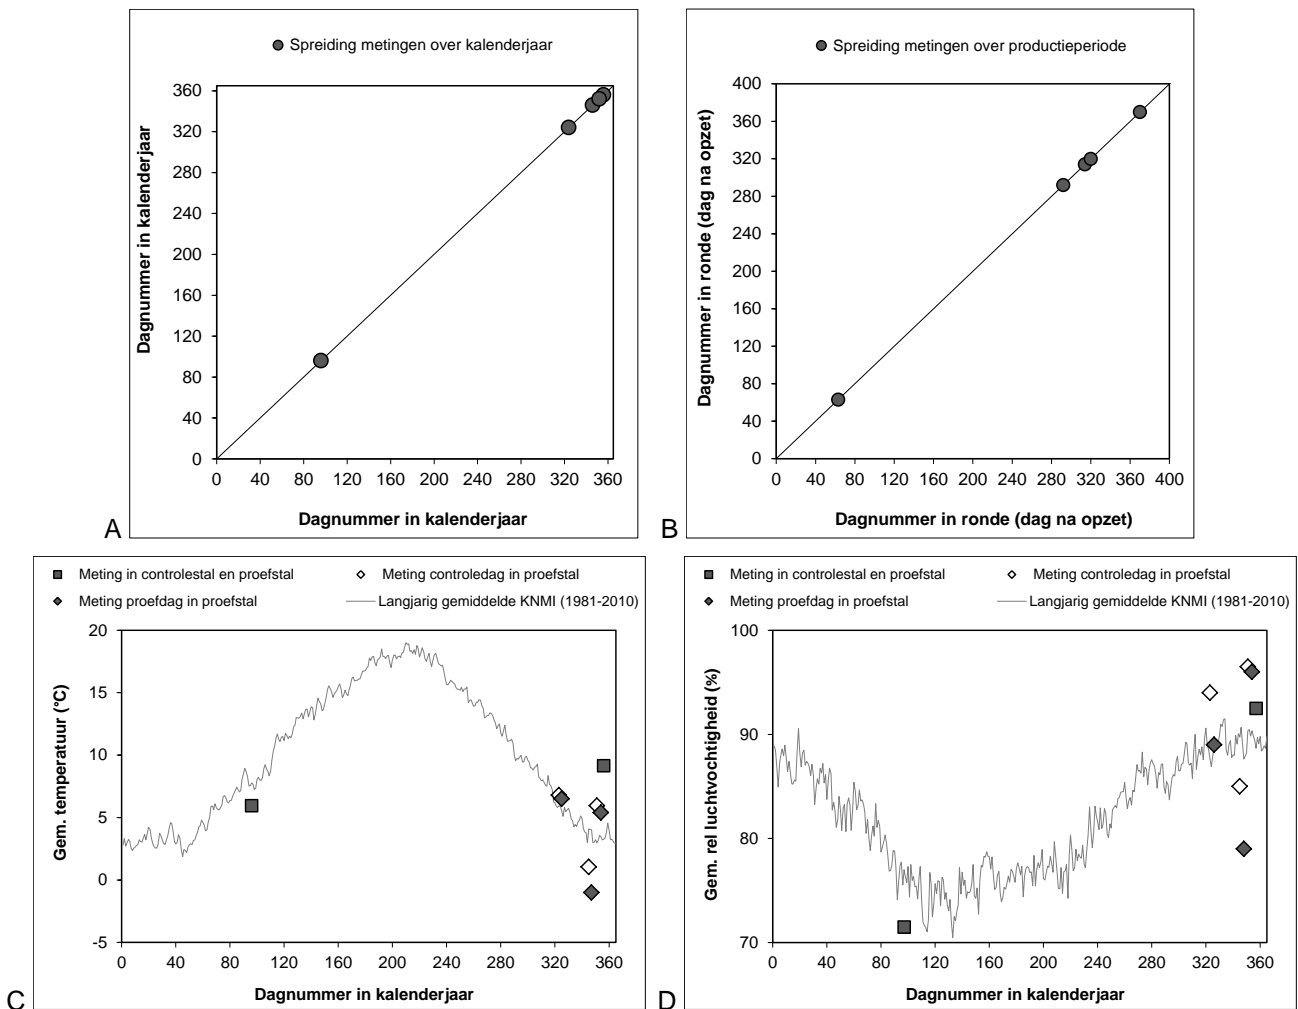 Spreiding metingen over kalenderjaar
Dagnummer in kalenderjaar
360
320
280
240
200
160
120
80
40
0
0 40 80 120 160 200 240 280 320 360
Dagnummer in kalenderjaar
A
Spreiding metingen over productieperiode
Dagnummer in ronde (dag na opzet)
400
360
320
280
240
200
160
120
80
40
0
0 40 80 120 160 200 240 280 320 360 400
Dagnummer in ronde (dag na opzet)
B
Meting in controlestal en proefstal
Meting controledag in proefstal
Meting proefdag in proefstal
Langjarig gemiddelde KNMI (1981-2010)
Gem. temperatuur (°C)
20
15
10
5
0
-5
0 40 80 120 160 200 240 280 320 360
Dagnummer in kalenderjaar
C
Meting in controlestal en proefstal
Meting controledag in proefstal
Meting proefdag in proefstal
Langjarig gemiddelde KNMI (1981-2010)
Gem. rel luchtvochtigheid (%)
100
90
80
70
0 40 80 120 160 200 240 280 320 360
Dagnummer in kalenderjaar
D